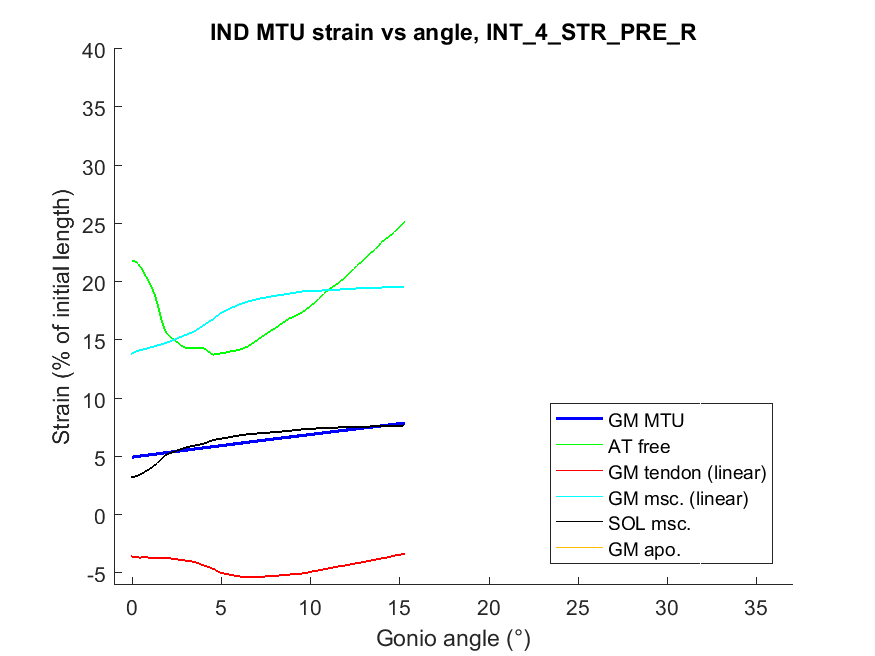 IND MTU strain vs angle, INT_4_STR_PRE_R
40
35
30
25
20
15
10
5
0
-5
Strain (% of initial length)
GM MTU
AT free
GM tendon (linear)
GM msc. (linear)
SOL msc.
GM apo.
0 5 10 15 20 25 30 35
Gonio angle (°)